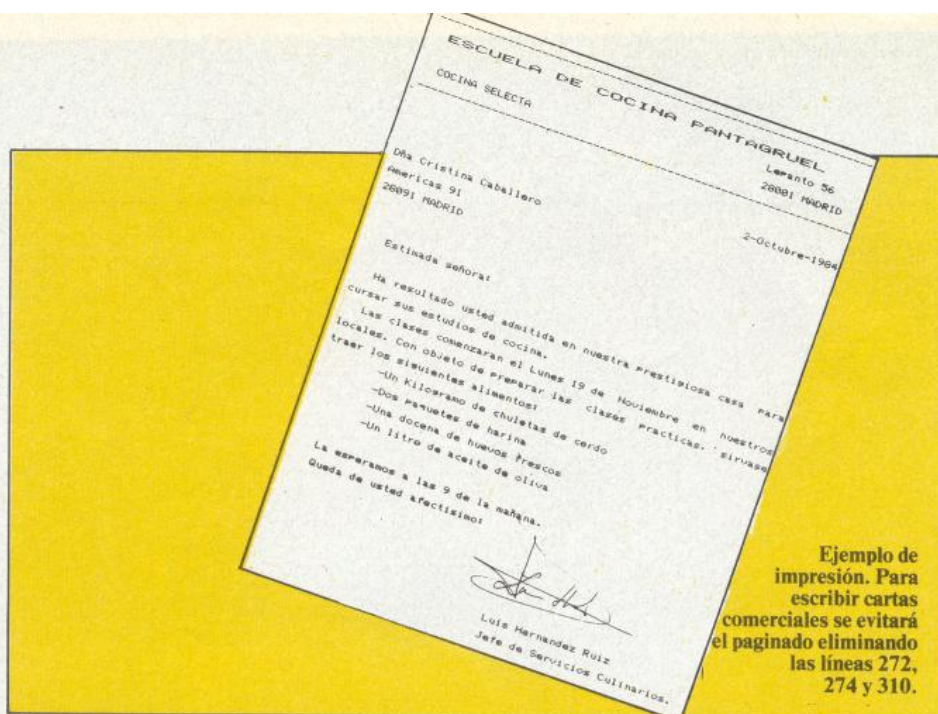 ESCUELA DE COCINA PANTAGRUEL
COCINA SELECTA
Lepanto 56
28001 MADRID
Dña Cristina Caballero
Americas 91
28091 MADRID
2-Octubre-1984
Estimada señora:
Ha resultado usted admitida en nuestra prestigiosa casa para
cursar sus estudios de cocina.
Las clases comenzaran el Lunes 19 de Noviembre en nuestros
locales. Con objeto de preparar las clases practicas, sirvase
traer los siguientes alimentos:
-Un Kilogramo de chuletas de cerdo
-Dos paquetes de harina
-Una docena de huevos frescos
-Un litro de aceite de oliva
La esperamos a las 9 de la mañana.
Queda de usted afectisimo:
Luis Hernandez Ruiz
Jefe de Servicios Culinarios.
Ejemplo de
impresión. Para
escribir cartas
comerciales se evitará
el paginado eliminando
las líneas 272,
274 y 310.